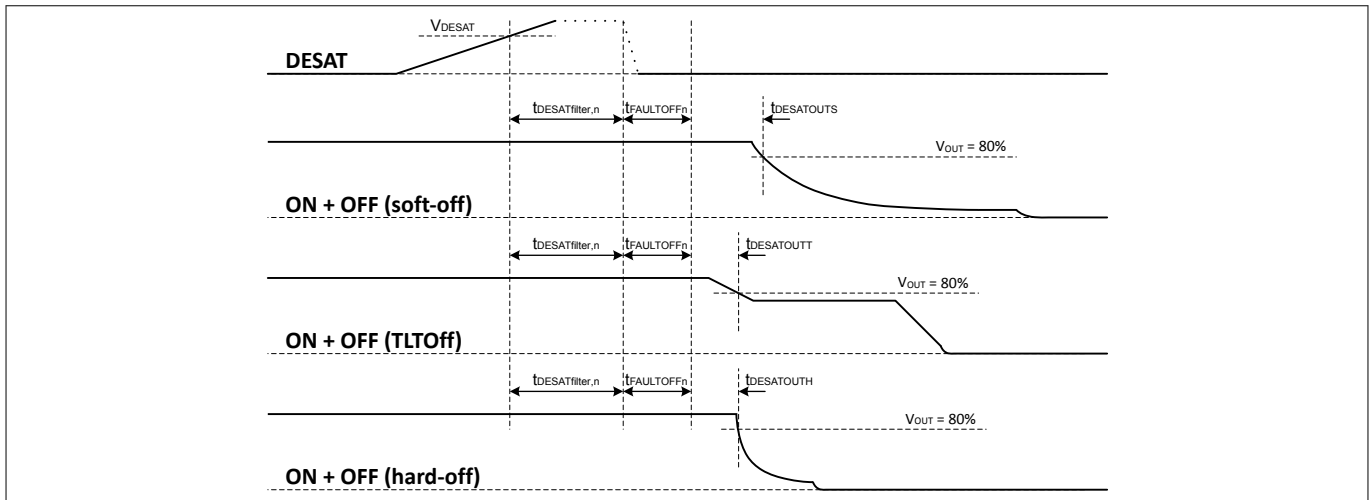 VDESAT
DESAT
tDESATfilter,n
tFAULTOFFn
tDESATOUTS
VOUT = 80%
ON + OFF (soft-off)
tDESATfilter,n
tFAULTOFFn
tDESATOUTT
VOUT = 80%
ON + OFF (TLTOff)
tDESATfilter,n
tFAULTOFFn
tDESATOUTH
VOUT = 80%
ON + OFF (hard-off)